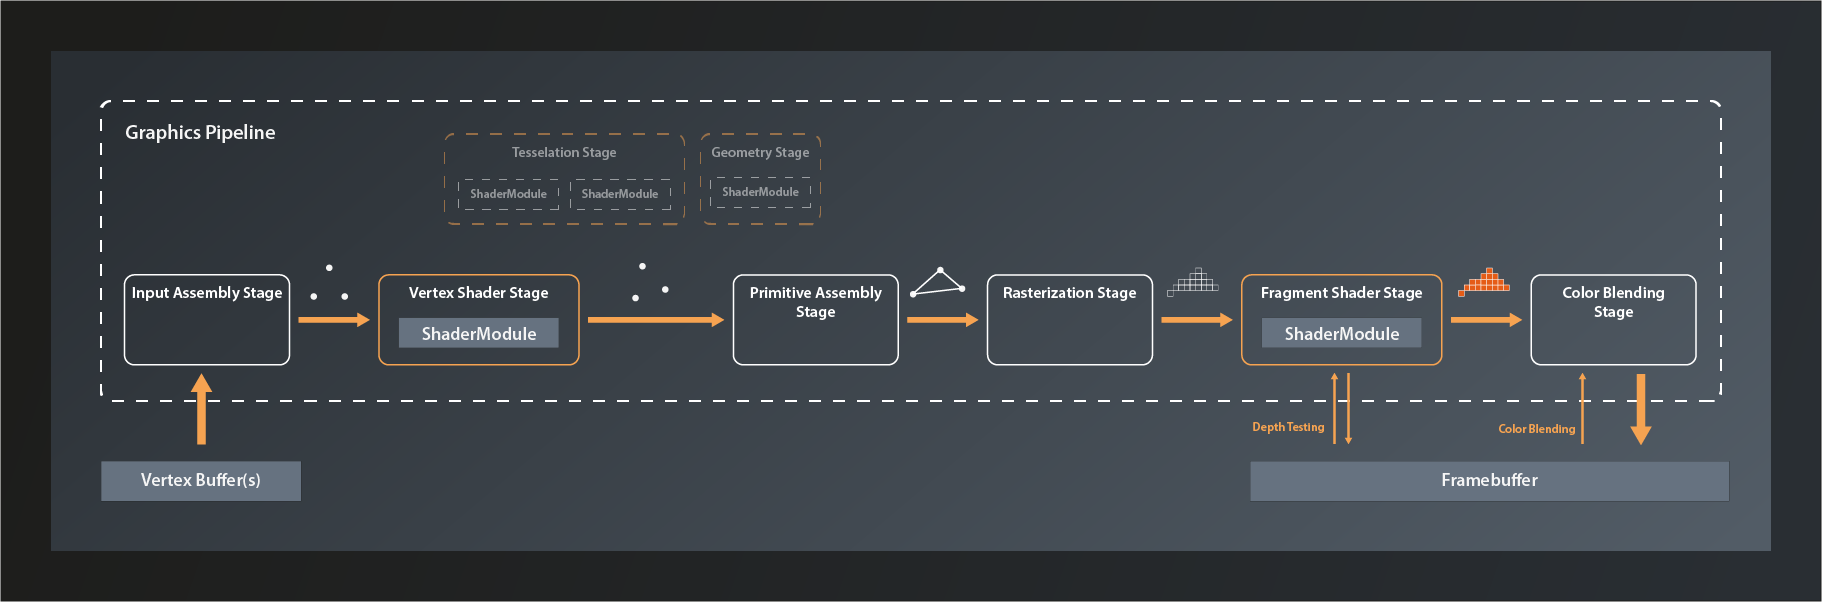 Graphics Pipeline
Tesselation Stage
ShaderModule
ShaderModule
Geometry Stage
ShaderModule
Input Assembly Stage
Vertex Shader Stage
ShaderModule
Primitive Assembly
Stage
Rasterization Stage
Fragment Shader Stage
ShaderModule
Color Blending
Stage
Depth Testing
Color Blending
Vertex Buffer(s)
Framebuffer